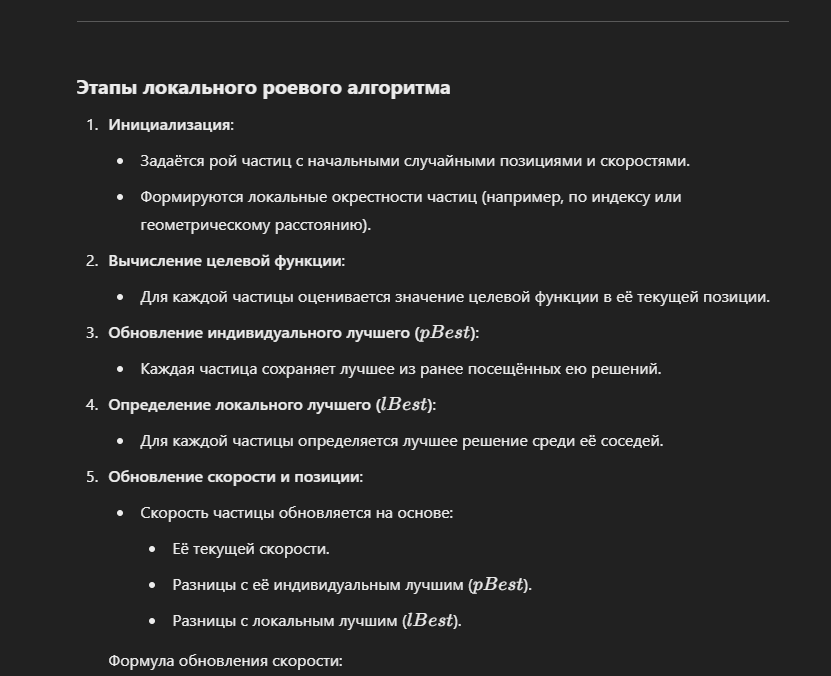 Этапы локального роевого алгоритма
1. Инициализация:
• Задаётся рой частиц с начальными случайными позициями и скоростями.
• Формируются локальные окрестности частиц (например, по индексу или
геометрическому расстоянию).
2. Вычисление целевой функции:
• Для каждой частицы оценивается значение целевой функции в её текущей позиции.
3. Обновление индивидуального лучшего (pBest):
• Каждая частица сохраняет лучшее из ранее посещённых ею решений.
4. Определение локального лучшего (lBest):
• Для каждой частицы определяется лучшее решение среди её соседей.
5. Обновление скорости и позиции:
• Скорость частицы обновляется на основе:
• Её текущей скорости.
• Разницы с её индивидуальным лучшим (pBest).
• Разницы с локальным лучшим (lBest).
Формула обновления скорости: